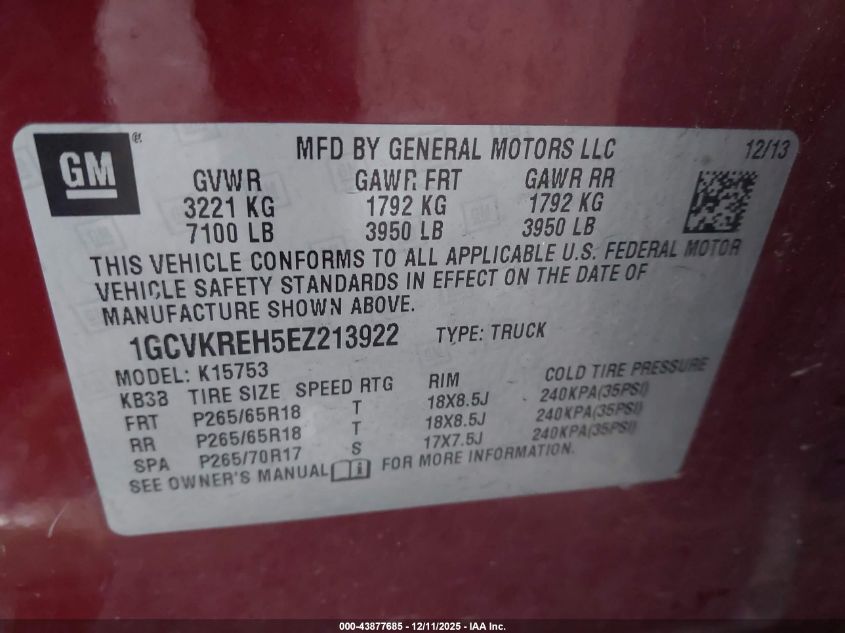 GM® MFD BY GENERAL MOTORS LLC 12/13
GVWR GAWR FRT GAWR RR
3221 KG 1792 KG 1792 KG
7100 LB 3950 LB 3950 LB
THIS VEHICLE CONFORMS TO ALL APPLICABLE U.S. FEDERAL MOTOR
VEHICLE SAFETY STANDARDS IN EFFECT ON THE DATE OF
MANUFACTURE SHOWN ABOVE.
1GCVKREH5EZ213922 TYPE: TRUCK
MODEL: K15753
KB3B TIRE SIZE SPEED RTG RIM COLD TIRE PRESSURE
FRT P265/65R18 T 18X8.5J 240KPA(35PSI)
RR P265/65R18 T 18X8.5J 240KPA(35PSI)
SPA P265/70R17 S 17X7.5J 240KPA(35PSI)
SEE OWNER'S MANUAL FOR MORE INFORMATION.
000-43877685 - 12/11/2025 - IAA Inc.